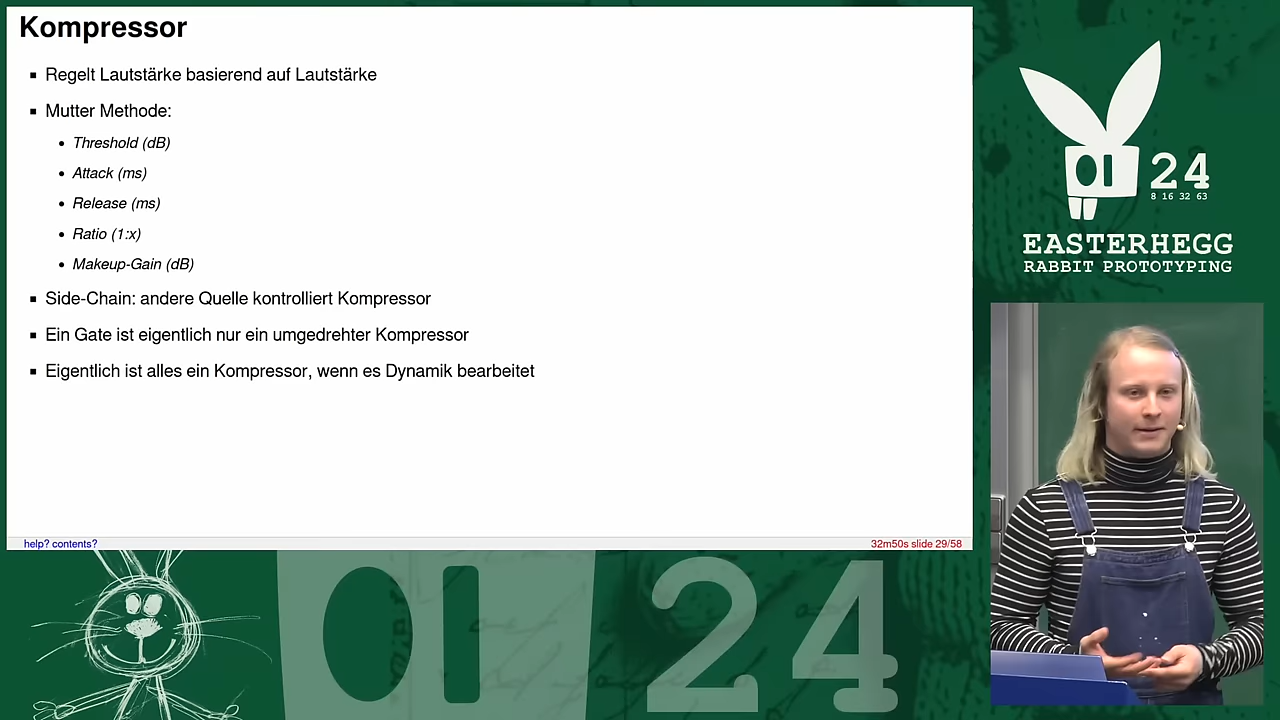 Kompressor
Regelt Lautstärke basierend auf Lautstärke
Mutter Methode:
Threshold (dB)
Attack (ms)
Release (ms)
Ratio (1:x)
Makeup-Gain (dB)
Side-Chain: andere Quelle kontrolliert Kompressor
Ein Gate ist eigentlich nur ein umgedrehter Kompressor
Eigentlich ist alles ein Kompressor, wenn es Dynamik bearbeitet
help? contents?
32m50s slide 29/58
24
8 16 32 63
EASTERHEGG
RABBIT PROTOTYPING
24